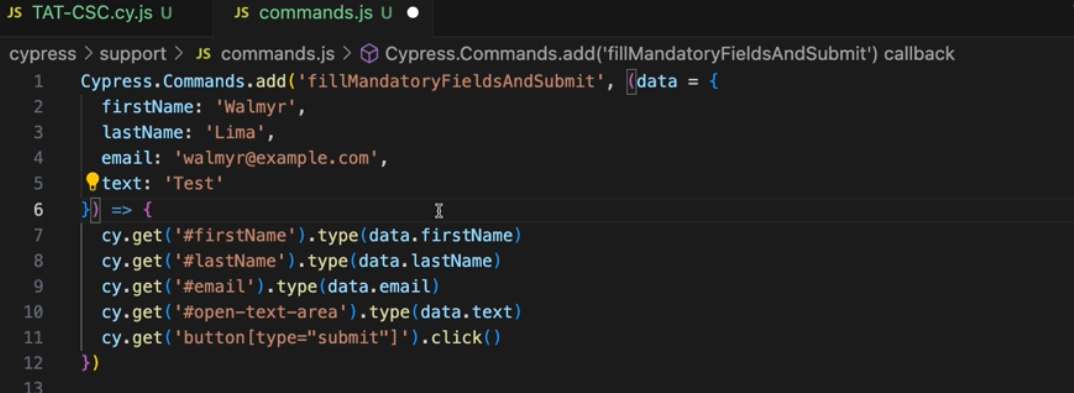 JS TAT-CSC.cy.js U JS commands.js U
cypress > support > JS commands.js > Cypress.Commands.add('fillMandatoryFieldsAndSubmit') callback
1 Cypress.Commands.add('fillMandatoryFieldsAndSubmit', (data = {
2 firstName: 'Walmyr',
3 lastName: 'Lima',
4 email: 'walmyr@example.com',
5 text: 'Test'
6 }) => {
7 cy.get('#firstName').type(data.firstName)
8 cy.get('#lastName').type(data.lastName)
9 cy.get('#email').type(data.email)
10 cy.get('#open-text-area').type(data.text)
11 cy.get('button[type="submit"]').click()
12 })
13